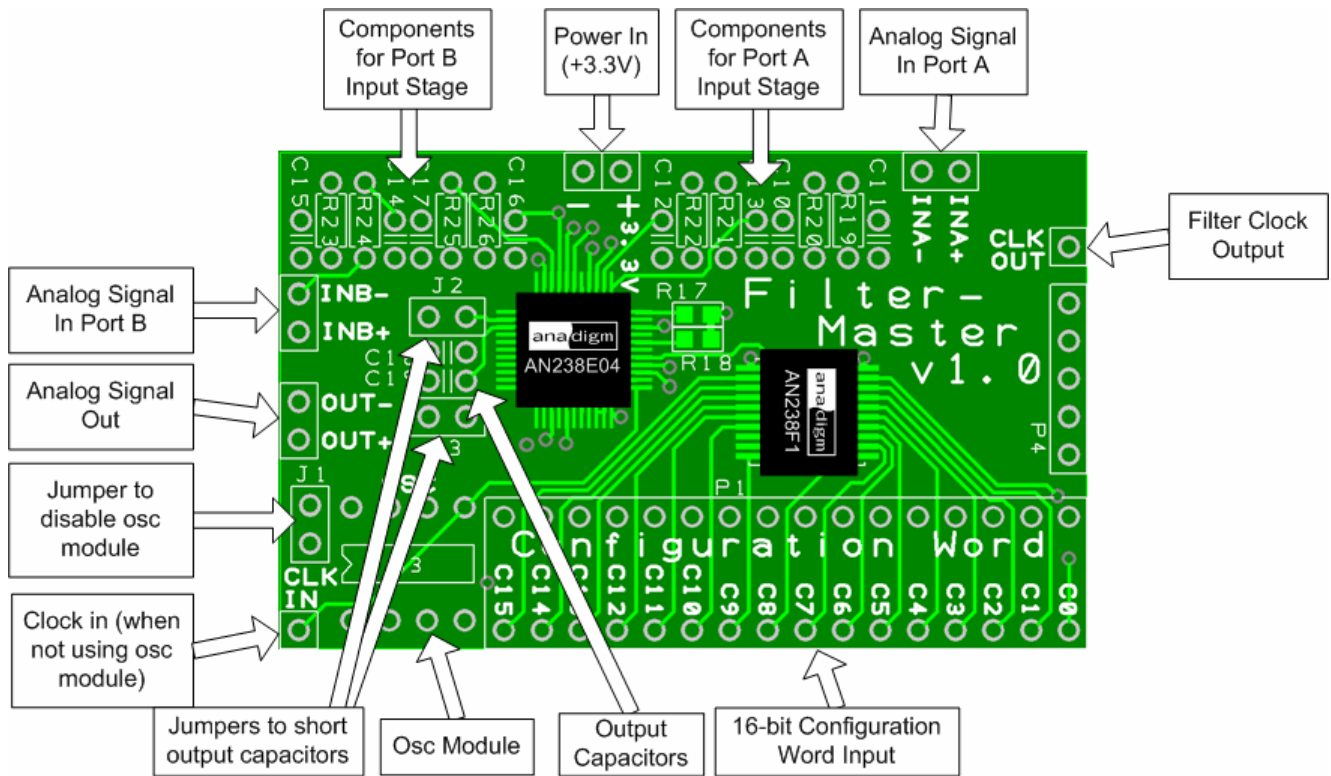 Components
for Port B
Input Stage
Power In
(+3.3V)
Components
for Port A
Input Stage
Analog Signal
In Port A
Filter Clock
Output
Analog Signal
In Port B
Analog Signal
Out
Jumper to
disable osc
module
Clock in (when
not using osc
module)
Jumpers to short
output capacitors
Osc Module
Output
Capacitors
16-bit Configuration
Word Input
C15
R23
R24
C14
C17
R25
R26
C16
-
+3.3V
C12
R22
R21
C10
R20
R19
C11
INA-
INA+
CLK
OUT
INB-
INB+
J2
R17
R18
Filter-
Master
v1.0
anadigm
AN238E04
anadigm
AN238F1
OUT-
OUT+
J1
P4
P1
CLK
IN
3
Configuration Word
C15
C14
C12
C11
C10
C9
C8
C7
C6
C5
C4
C3
C2
C1
C0